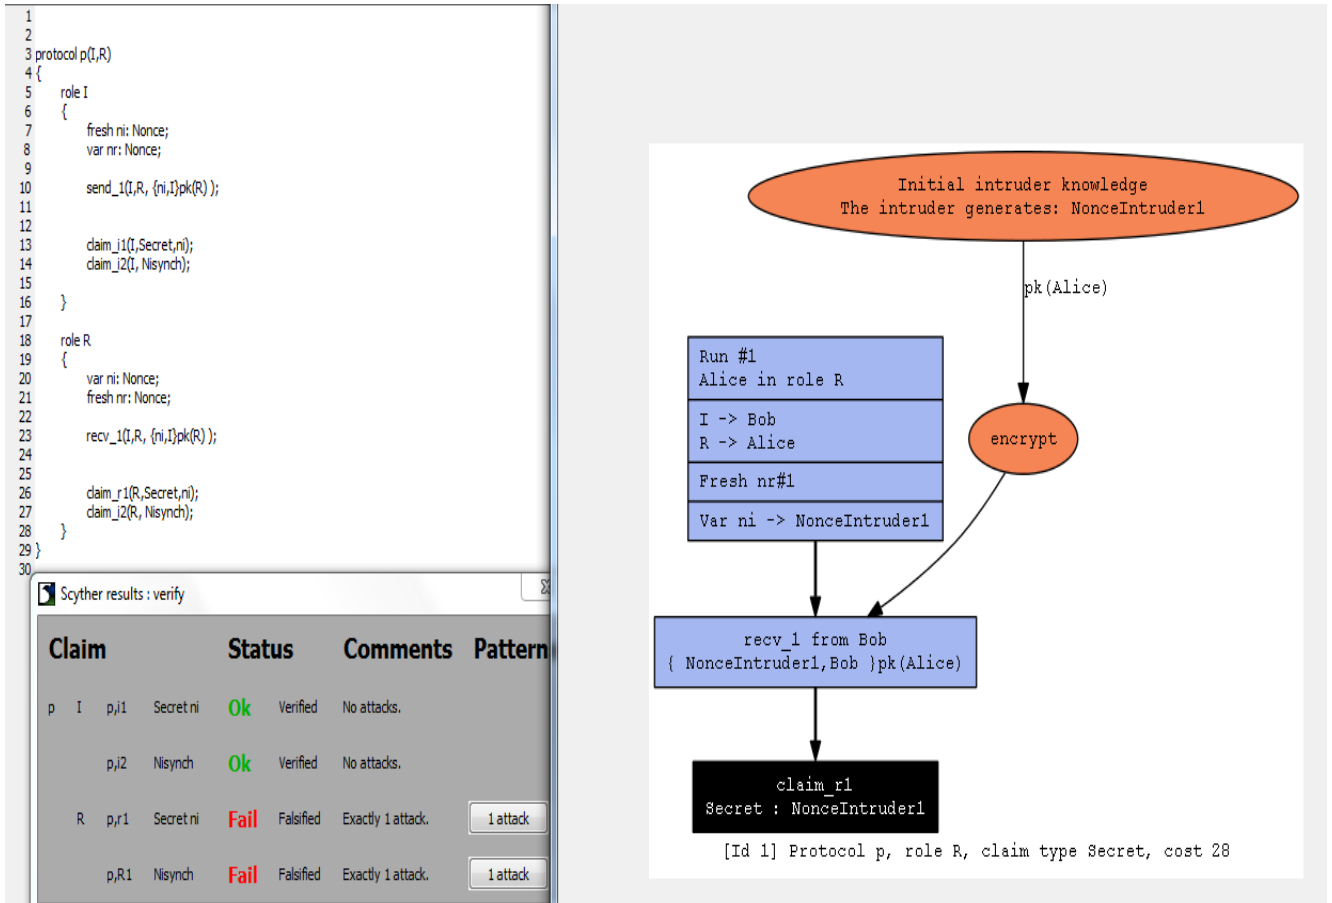 1
2
3 protocol p(I,R)
4 {
5 role I
6 {
7 fresh ni: Nonce;
8 var nr: Nonce;
9
10 send_1(I,R, {ni,I}pk(R) );
11
12
13 claim_i1(I,Secret,ni);
14 claim_i2(I, Nisynch);
15
16 }
17
18 role R
19 {
20 var ni: Nonce;
21 fresh nr: Nonce;
22
23 recv_1(I,R, {ni,I}pk(R) );
24
25
26 claim_r1(R,Secret,ni);
27 claim_i2(R, Nisynch);
28 }
29 }
30
Scyther results : verify
Claim Status Comments Pattern
p I p,i1 Secret ni Ok Verified No attacks.
p,i2 Nisynch Ok Verified No attacks.
R p,r1 Secret ni Fail Falsified Exactly 1 attack. 1 attack
p,R1 Nisynch Fail Falsified Exactly 1 attack. 1 attack
Initial intruder knowledge
The intruder generates: NonceIntruder1
pk(Alice)
Run #1
Alice in role R
I -> Bob
R -> Alice
Fresh nr#1
Var ni -> NonceIntruder1
encrypt
recv_1 from Bob
{ NonceIntruder1,Bob }pk(Alice)
claim_r1
Secret : NonceIntruder1
[Id 1] Protocol p, role R, claim type Secret, cost 28